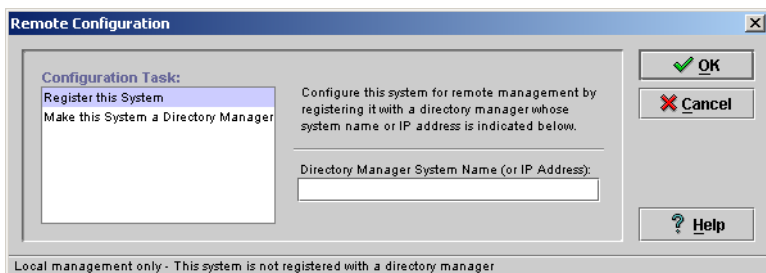 Remote Configuration
Configuration Task:
Register this System
Make this System a Directory Manager
Configure this system for remote management by
registering it with a directory manager whose
system name or IP address is indicated below.
Directory Manager System Name (or IP Address):
OK
Cancel
Help
Local management only - This system is not registered with a directory manager